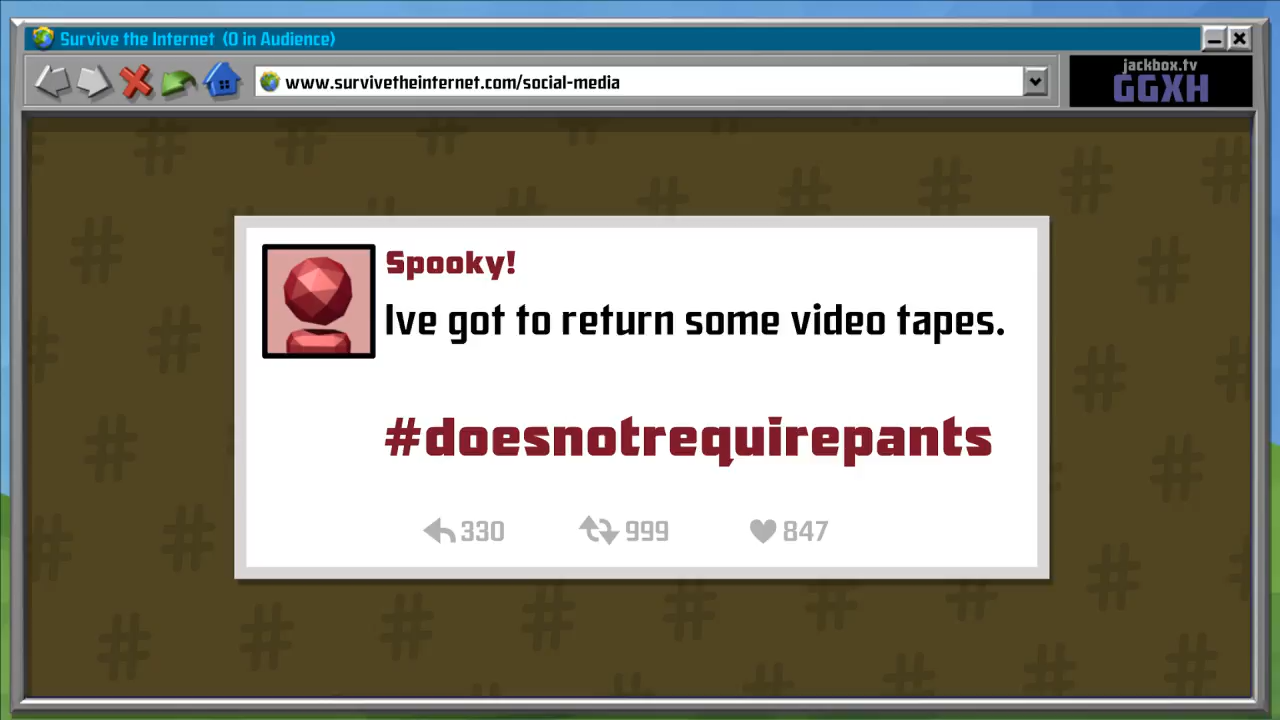 Survive the Internet (0 in Audience)
www.survivetheinternet.com/social-media
jackbox.tv
GGXH
Spooky!
Ive got to return some video tapes.
#doesnotrequirepants
330 999 847